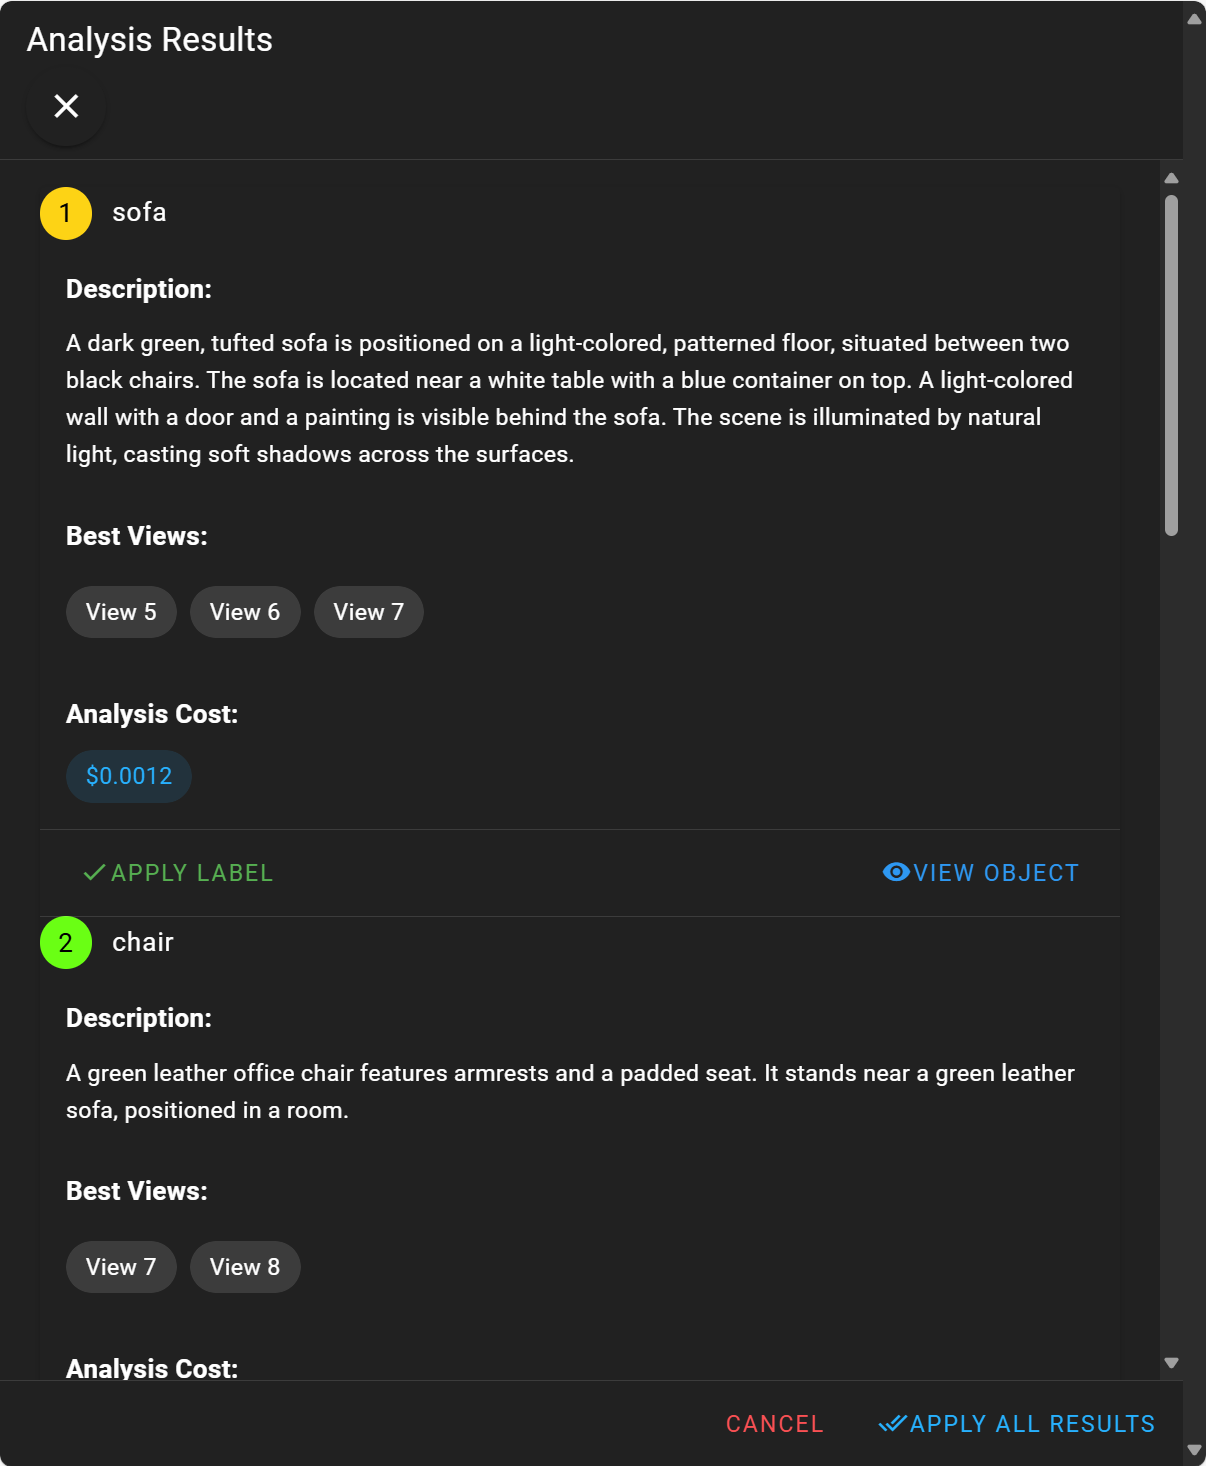 Analysis Results
1 sofa
Description:
A dark green, tufted sofa is positioned on a light-colored, patterned floor, situated between two
black chairs. The sofa is located near a white table with a blue container on top. A light-colored
wall with a door and a painting is visible behind the sofa. The scene is illuminated by natural
light, casting soft shadows across the surfaces.
Best Views:
View 5 View 6 View 7
Analysis Cost:
$0.0012
APPLY LABEL VIEW OBJECT
2 chair
Description:
A green leather office chair features armrests and a padded seat. It stands near a green leather
sofa, positioned in a room.
Best Views:
View 7 View 8
Analysis Cost:
CANCEL APPLY ALL RESULTS